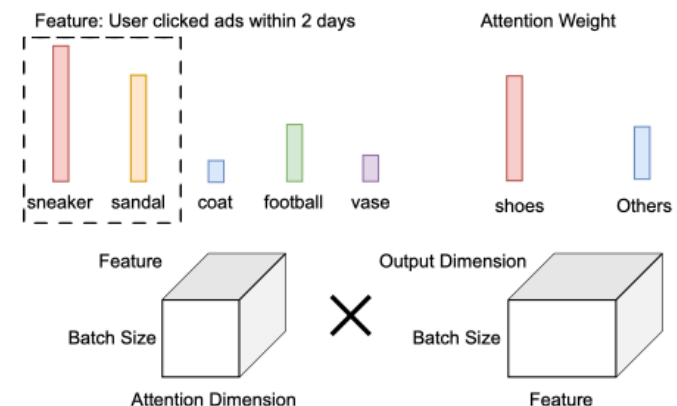 Feature: User clicked ads within 2 days
Attention Weight
sneaker sandal coat football vase
shoes Others
Feature
Output Dimension
Batch Size
Batch Size
Attention Dimension
Feature